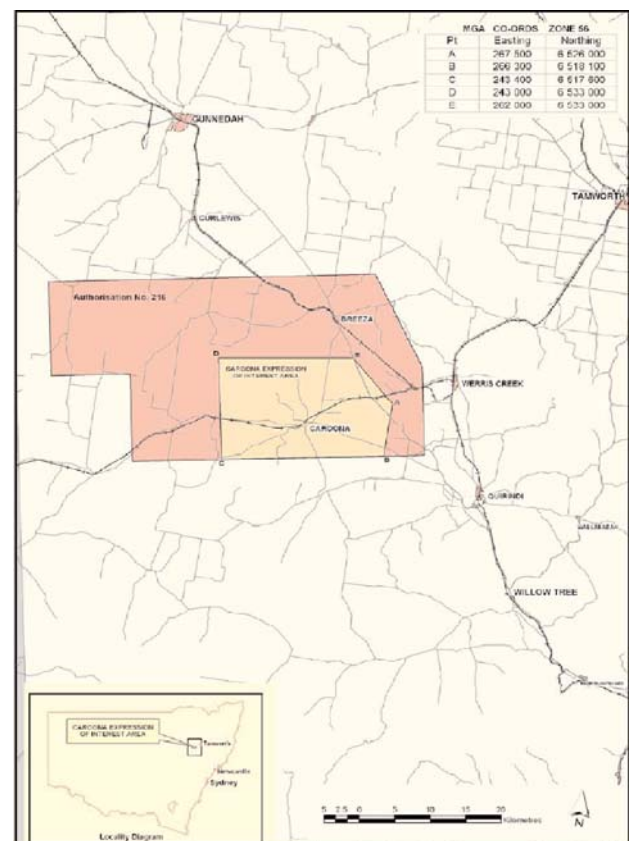 MGA CO-ORDS ZONE 56
Pt Easting Northing
A 267 500 6 526 000
B 266 300 6 518 100
C 243 400 6 517 600
D 243 000 6 533 000
E 262 000 6 533 000
GUNNEDAH
TAMWORTH
CURLEWIS
Authorisation No. 216
BREEZA
D
E
CAROONA EXPRESSION
OF INTEREST AREA
WERRIS CREEK
A
CAROONA
C
B
QUIRINDI
WILLOW TREE
CAROONA EXPRESSION
OF INTEREST AREA
Tamworth
Newcastle
Sydney
Locality Diagram
5 2.5 0 5 10 15 20
Kilometres
N